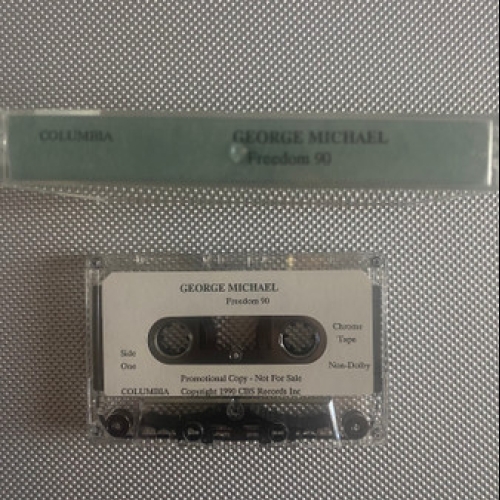 COLUMBIA GEORGE MICHAEL
Freedom 90
GEORGE MICHAEL
Freedom 90
Chrome
Tape
Side
One
Non-Dolby
Promotional Copy - Not For Sale
COLUMBIA Copyright 1990 CBS Records Inc